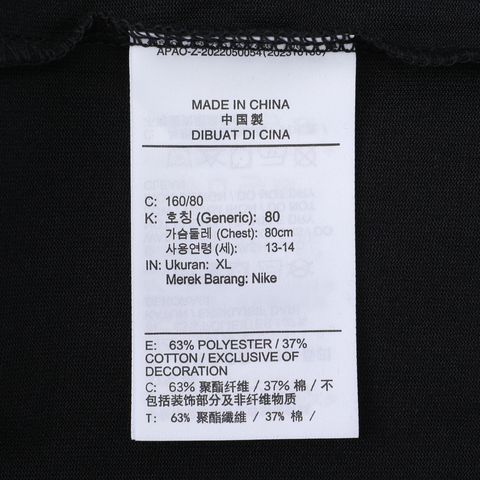 APAO-Z-2022050054(202310180)
MADE IN CHINA
中国製
DIBUAT DI CINA
C: 160/80
K: 호칭 (Generic): 80
가슴둘레 (Chest): 80cm
사용연령 (세): 13-14
IN: Ukuran: XL
Merek Barang: Nike
E: 63% POLYESTER / 37%
COTTON / EXCLUSIVE OF
DECORATION
C: 63% 聚酯纤维 / 37% 棉 / 不
包括装饰部分及非纤维物质
T: 63% 聚酯纖維 / 37% 棉 /